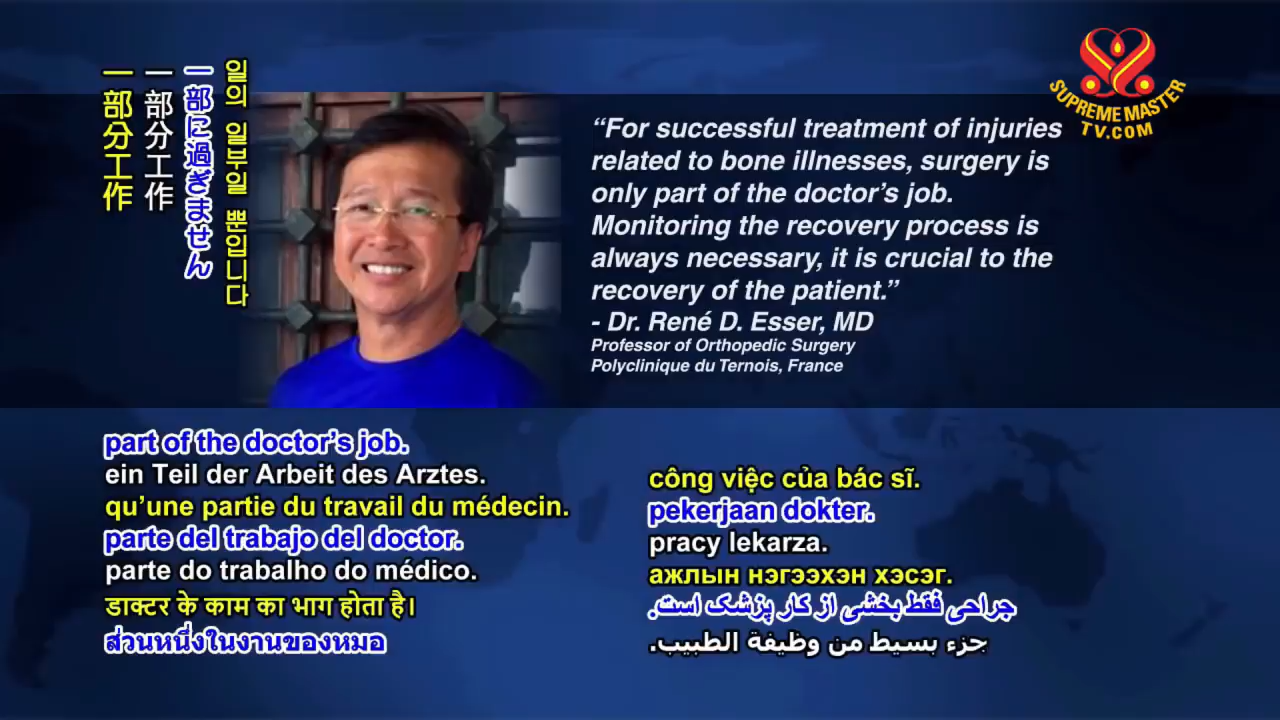 일의 일부일 뿐입니다
一部に過ぎません
一部分工作
一部分工作
SUPREME MASTER
TV.COM
“For successful treatment of injuries
related to bone illnesses, surgery is
only part of the doctor’s job.
Monitoring the recovery process is
always necessary, it is crucial to the
recovery of the patient.”
- Dr. René D. Esser, MD
Professor of Orthopedic Surgery
Polyclinique du Ternois, France
part of the doctor’s job.
ein Teil der Arbeit des Arztes.
qu’une partie du travail du médecin.
parte del trabajo del doctor.
parte do trabalho do médico.
डाक्टर के काम का भाग होता है।
ส่วนหนึ่งในงานของหมอ
công việc của bác sĩ.
pekerjaan dokter.
pracy lekarza.
ажлын нэгээхэн хэсэг.
جراحی فقط بخشی از کار پزشک است.
جزء بسيط من وظيفة الطبيب.